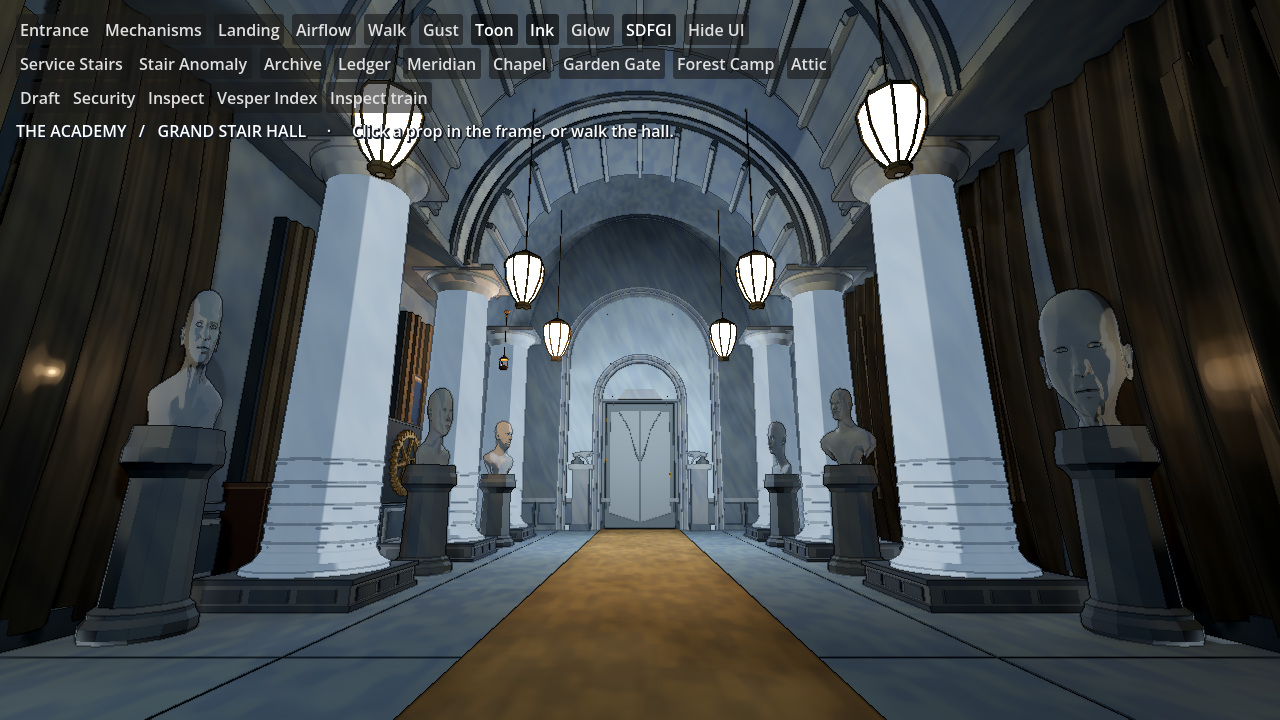 Entrance Mechanisms Landing Airflow Walk Gust Toon Ink Glow SDFGI Hide UI
Service Stairs Stair Anomaly Archive Ledger Meridian Chapel Garden Gate Forest Camp Attic
Draft Security Inspect Vesper Index Inspect train
THE ACADEMY / GRAND STAIR HALL · Click a prop in the frame, or walk the hall.